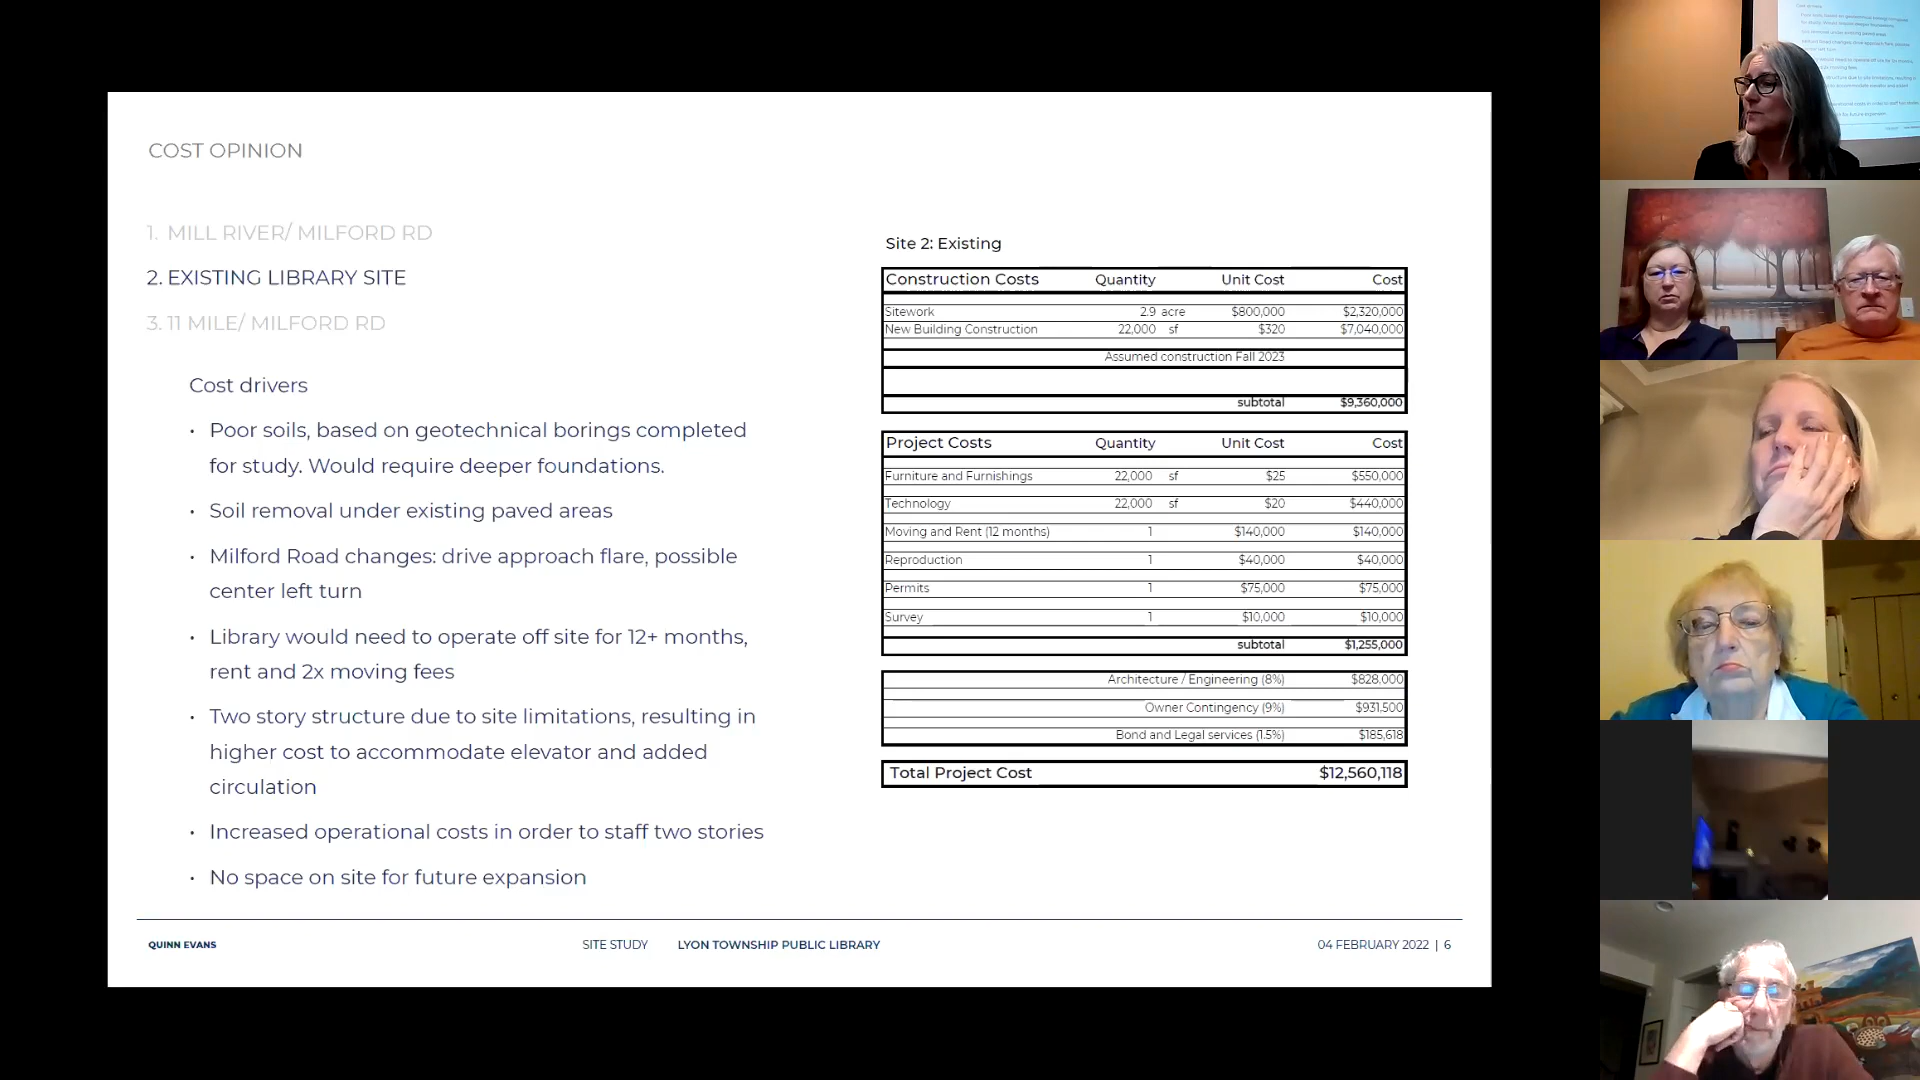 COST OPINION
1. MILL RIVER/ MILFORD RD
2. EXISTING LIBRARY SITE
3. 11 MILE/ MILFORD RD
Cost drivers
• Poor soils, based on geotechnical borings completed
for study. Would require deeper foundations.
• Soil removal under existing paved areas
• Milford Road changes: drive approach flare, possible
center left turn
• Library would need to operate off site for 12+ months,
rent and 2x moving fees
• Two story structure due to site limitations, resulting in
higher cost to accommodate elevator and added
circulation
• Increased operational costs in order to staff two stories
• No space on site for future expansion
Site 2: Existing
Construction Costs Quantity Unit Cost Cost
Sitework 2.9 acre $800,000 $2,320,000
New Building Construction 22,000 sf $320 $7,040,000
Assumed construction Fall 2023
subtotal $9,360,000
Project Costs Quantity Unit Cost Cost
Furniture and Furnishings 22,000 sf $25 $550,000
Technology 22,000 sf $20 $440,000
Moving and Rent (12 months) 1 $140,000 $140,000
Reproduction 1 $40,000 $40,000
Permits 1 $75,000 $75,000
Survey 1 $10,000 $10,000
subtotal $1,255,000
Architecture / Engineering (8%) $828,000
Owner Contingency (9%) $931,500
Bond and Legal services (1.5%) $185,618
Total Project Cost $12,560,118
QUINN EVANS SITE STUDY LYON TOWNSHIP PUBLIC LIBRARY 04 FEBRUARY 2022 | 6